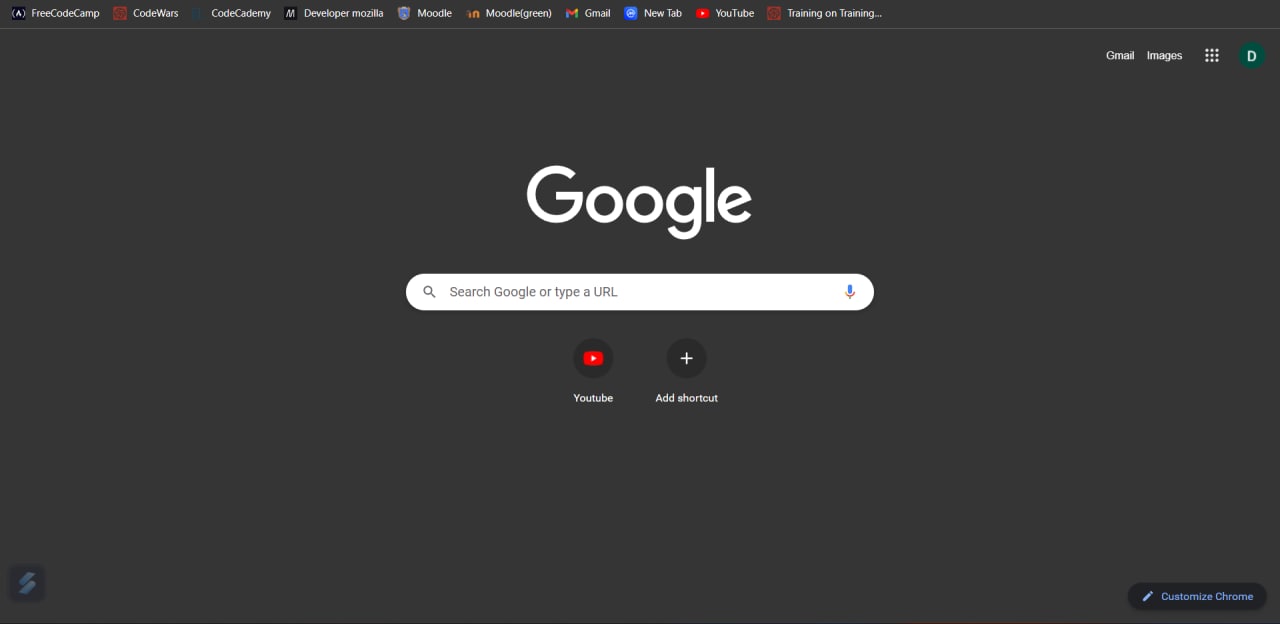 FreeCodeCamp CodeWars CodeCademy Developer mozilla Moodle Moodle(green) Gmail New Tab YouTube Training on Training...
Gmail Images D
Google
Search Google or type a URL
Youtube Add shortcut
Customize Chrome